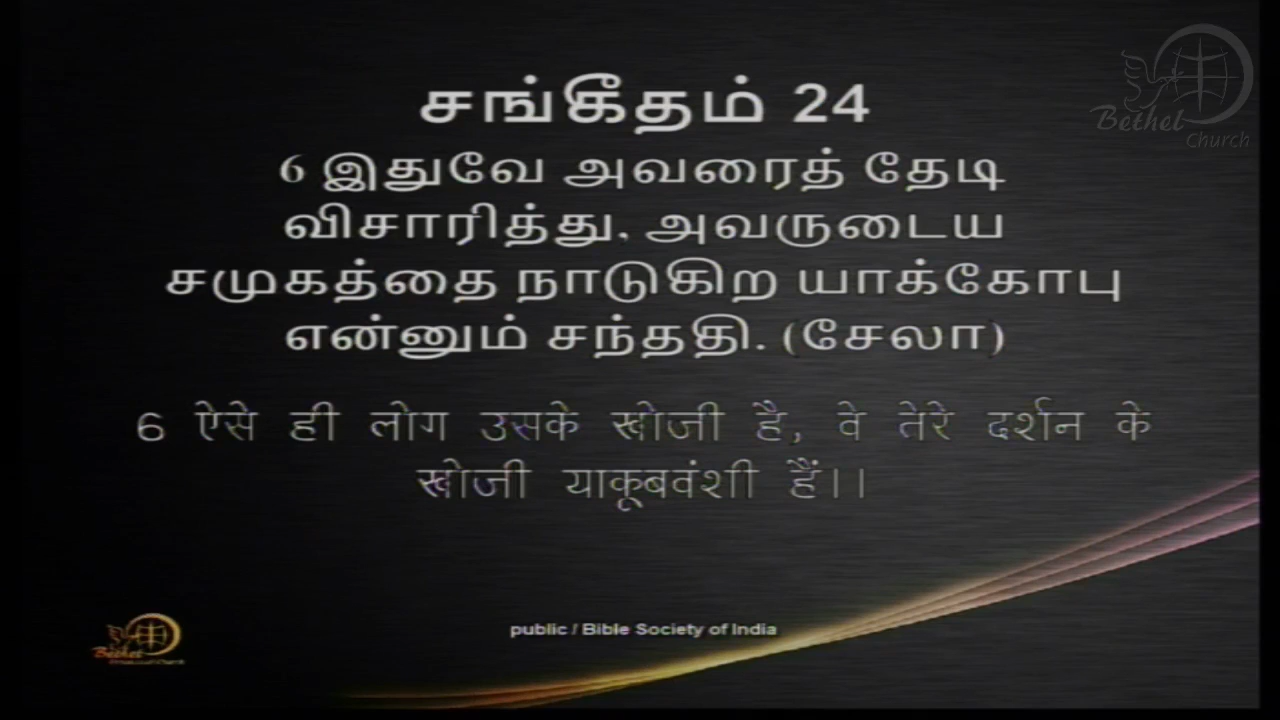 Bethel
Church
சங்கீதம் 24
6 இதுவே அவரைத் தேடி
விசாரித்து, அவருடைய
சமுகத்தை நாடுகிற யாக்கோபு
என்னும் சந்ததி. (சேலா)
6 ऐसे ही लोग उसके खोजी है, वे तेरे दर्शन के
खोजी याकूबवंशी हैं।।
public / Bible Society of India
Bethel